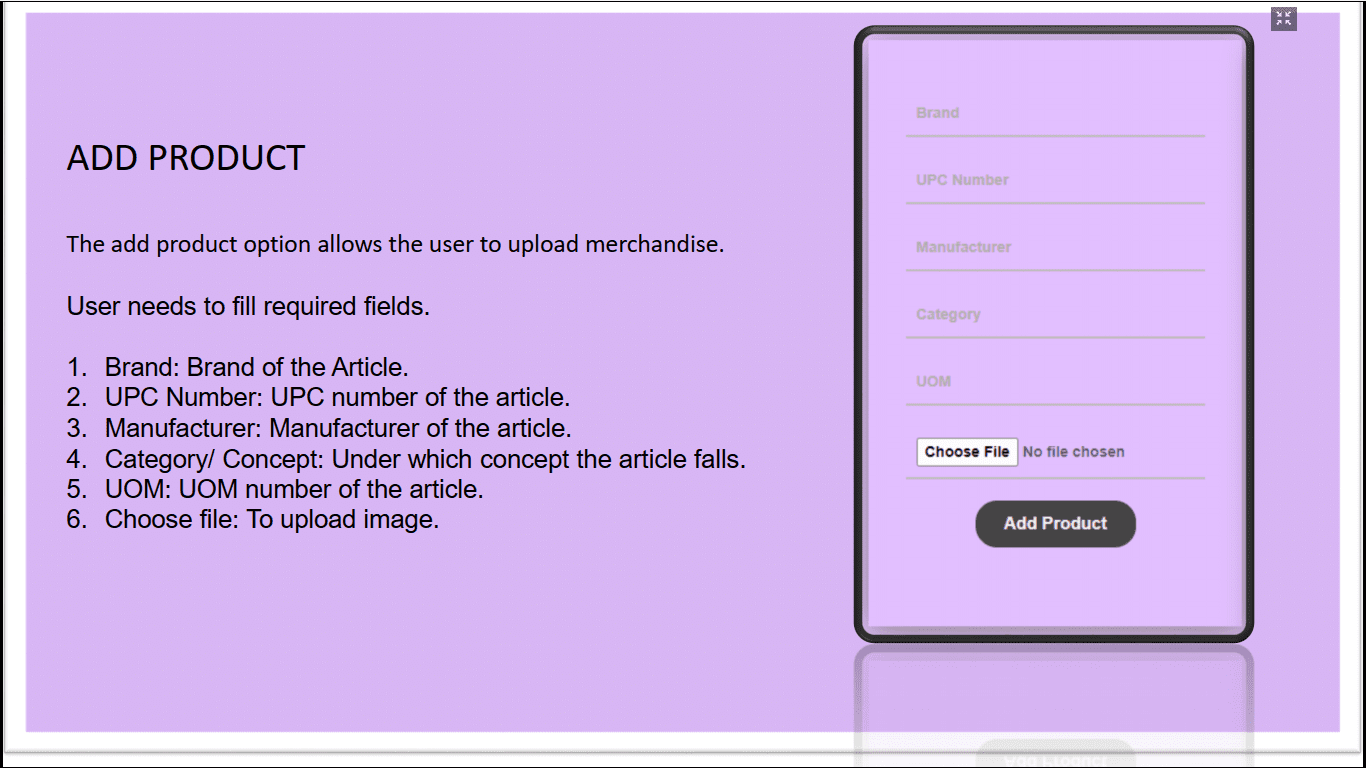 ADD PRODUCT
The add product option allows the user to upload merchandise.
User needs to fill required fields.
1. Brand: Brand of the Article.
2. UPC Number: UPC number of the article.
3. Manufacturer: Manufacturer of the article.
4. Category/ Concept: Under which concept the article falls.
5. UOM: UOM number of the article.
6. Choose file: To upload image.
Brand
UPC Number
Manufacturer
Category
UOM
Choose File No file chosen
Add Product